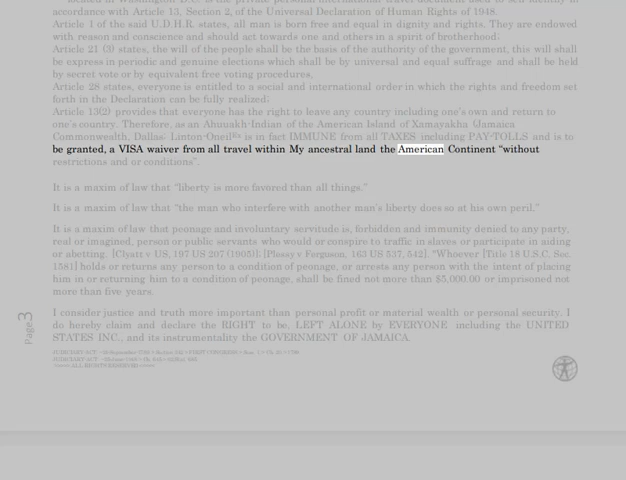 accordance with Article 13, Section 2, of the Universal Declaration of Human Rights of 1948.
Article 1 of the said U.D.H.R. states, all man is born free and equal in dignity and rights. They are endowed
with reason and conscience and should act towards one and others in a spirit of brotherhood;
Article 21 (3) states, the will of the people shall be the basis of the authority of the government, this will shall
be express in periodic and genuine elections which shall be by universal and equal suffrage and shall be held
by secret vote or by equivalent free voting procedures.
Article 28 states, everyone is entitled to a social and international order in which the rights and freedom set
forth in the Declaration can be fully realized;
Article 13(2) provides that everyone has the right to leave any country including one's own and return to
one's country. Therefore, as an Ahuuakh-Indian of the American Island of Xamayakha (Jamaica
Commonwealth, Dallas: Linton-Oneil is in fact IMMUNE from all TAXES including PAY-TOLLS and is to
be granted, a VISA waiver from all travel within My ancestral land the American Continent “without
restrictions and or conditions”.
It is a maxim of law that “liberty is more favored than all things.”
It is a maxim of law that “the man who interfere with another man's liberty does so at his own peril.”
It is a maxim of law that peonage and involuntary servitude is, forbidden and immunity denied to any party,
real or imagined, person or public servants who would or conspire to traffic in slaves or participate in aiding
or abetting, [Clyatt v US, 197 US 207 (1905)]; [Plessy v Ferguson, 163 US 537, 542]. “Whoever [Title 18 U.S.C. Sec.
1581] holds or returns any person to a condition of peonage, or arrests any person with the intent of placing
him in or returning him to a condition of peonage, shall be fined not more than $5,000.00 or imprisoned not
more than five years.
I consider justice and truth more important than personal profit or material wealth or personal security. I
do hereby claim and declare the RIGHT to be, LEFT ALONE by EVERYONE including the UNITED
STATES INC., and its instrumentality the GOVERNMENT OF JAMAICA.
Page3
ALL RIGHTS RESERVED